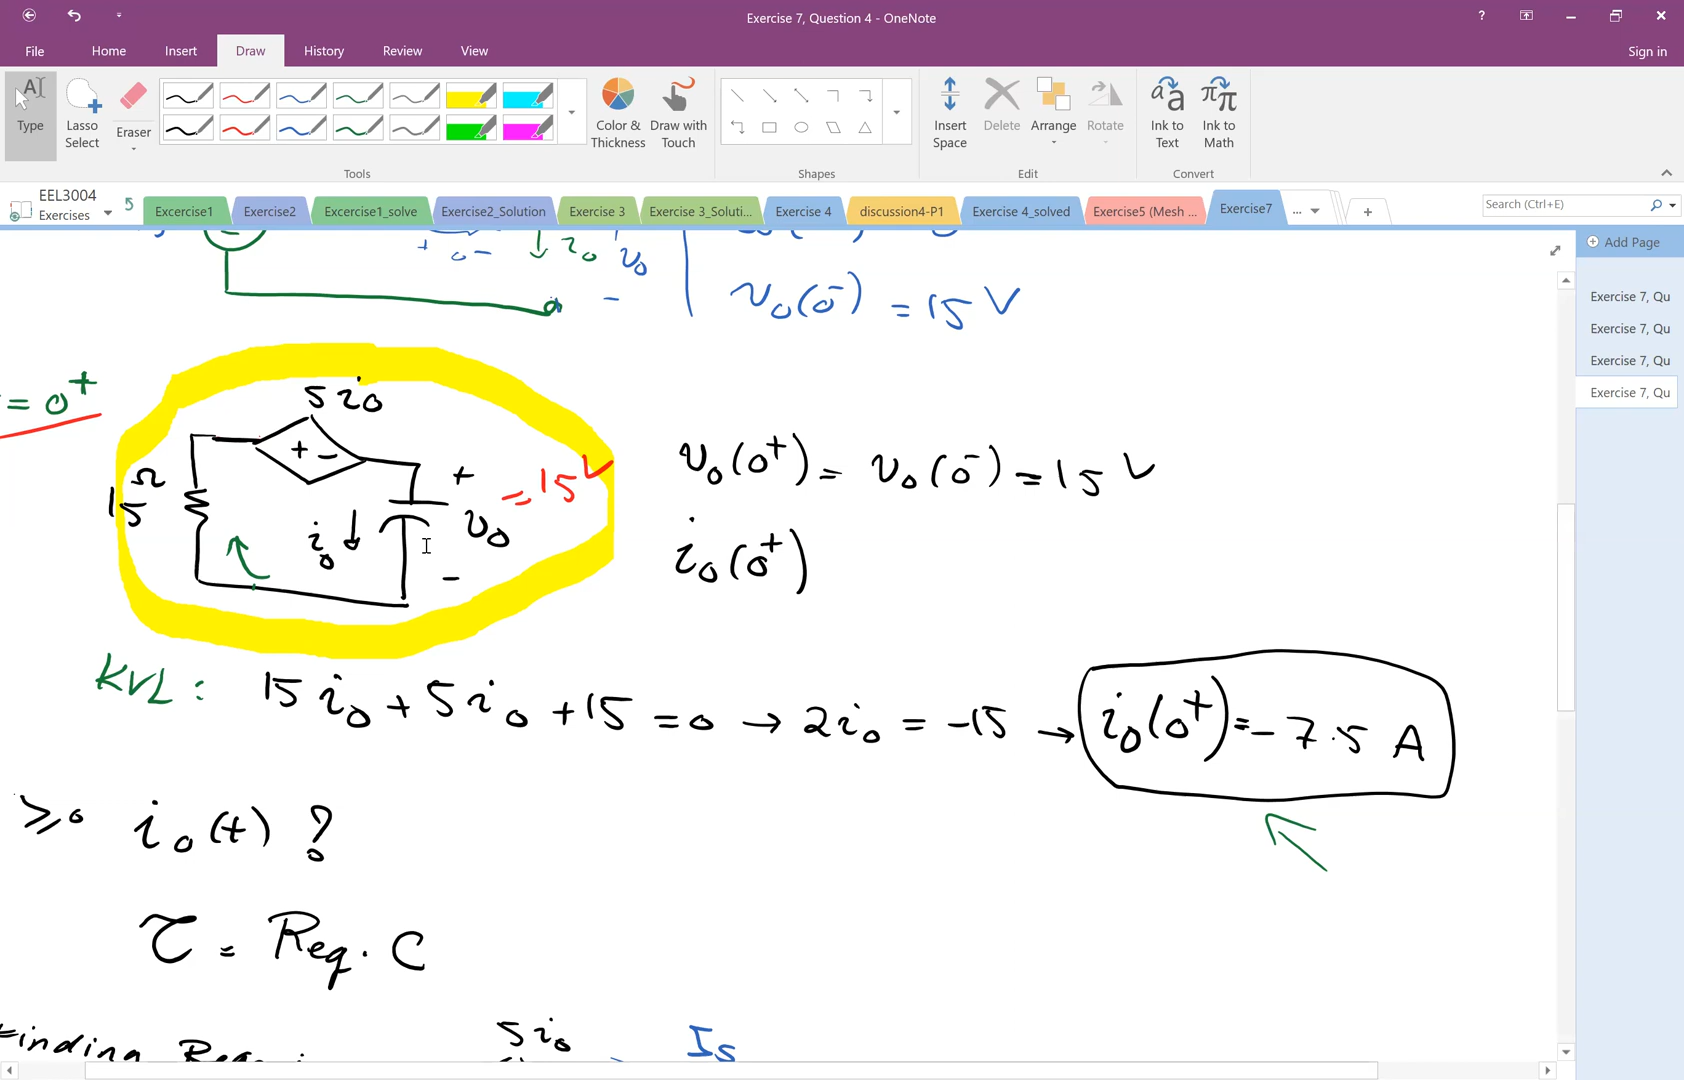 Exercise 7, Question 4 - OneNote
?
File Home Insert Draw History Review View Sign in
Type
Lasso Select
Eraser
Color & Thickness
Draw with Touch
Insert Space
Delete
Arrange
Rotate
Ink to Text
Ink to Math
Tools Shapes Edit Convert
EEL3004 Exercises
Excercise1 Exercise2 Excercise1_solve Exercise2_Solution Exercise 3 Exercise 3_Soluti... Exercise 4 discussion4-P1 Exercise 4_solved Exercise5 (Mesh ... Exercise7 ... +
Search (Ctrl+E)
Add Page
Exercise 7, Qu
Exercise 7, Qu
Exercise 7, Qu
Exercise 7, Qu
+ o - i₀ v₀
-
v₀(0⁻) = 15 V
= 0⁺
5 i₀
+ -
15 Ω
i₀
+
v₀ = 15 V
-
v₀(0⁺) = v₀(0⁻) = 15 V
i₀(0⁺)
KVL: 15 i₀ + 5 i₀ + 15 = 0 → 2i₀ = -15 → i₀(0⁺) = -7.5 A
≥ 0 i₀(t) ?
τ = Req. C
Finding Req
5 i₀
Is